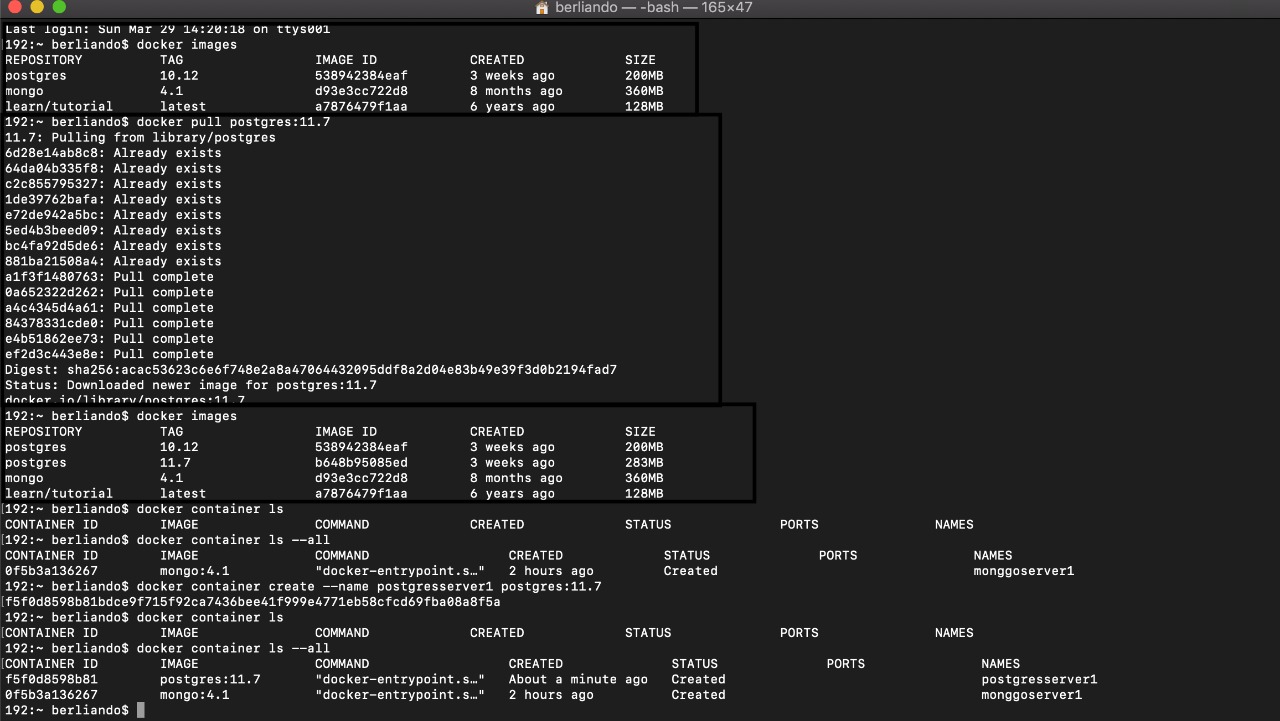 berliando — -bash — 165×47
Last login: Sun Mar 29 14:20:18 on ttys001
[192:~ berliando$ docker images
REPOSITORY TAG IMAGE ID CREATED SIZE
postgres 10.12 538942384eaf 3 weeks ago 200MB
mongo 4.1 d93e3cc722d8 8 months ago 360MB
learn/tutorial latest a7876479f1aa 6 years ago 128MB
192:~ berliando$ docker pull postgres:11.7
11.7: Pulling from library/postgres
6d28e14ab8c8: Already exists
64da04b335f8: Already exists
c2c855795327: Already exists
1de39762bafa: Already exists
e72de942a5bc: Already exists
5ed4b3beed09: Already exists
bc4fa92d5de6: Already exists
881ba21508a4: Already exists
a1f3f1480763: Pull complete
0a652322d262: Pull complete
a4c4345d4a61: Pull complete
84378331cde0: Pull complete
e4b51862ee73: Pull complete
ef2d3c443e8e: Pull complete
Digest: sha256:acac53623c6e6f748e2a8a47064432095ddf8a2d04e83b49e39f3d0b2194fad7
Status: Downloaded newer image for postgres:11.7
docker.io/library/postgres:11.7
192:~ berliando$ docker images
REPOSITORY TAG IMAGE ID CREATED SIZE
postgres 10.12 538942384eaf 3 weeks ago 200MB
postgres 11.7 b648b95085ed 3 weeks ago 283MB
mongo 4.1 d93e3cc722d8 8 months ago 360MB
learn/tutorial latest a7876479f1aa 6 years ago 128MB
[192:~ berliando$ docker container ls
CONTAINER ID IMAGE COMMAND CREATED STATUS PORTS NAMES
[192:~ berliando$ docker container ls --all
CONTAINER ID IMAGE COMMAND CREATED STATUS PORTS NAMES
0f5b3a136267 mongo:4.1 "docker-entrypoint.s…" 2 hours ago Created monggoserver1
[192:~ berliando$ docker container create --name postgresserver1 postgres:11.7
[f5f0d8598b81bdce9f715f92ca7436bee41f999e4771eb58cfcd69fba08a8f5a
192:~ berliando$ docker container ls
[CONTAINER ID IMAGE COMMAND CREATED STATUS PORTS NAMES
192:~ berliando$ docker container ls --all
[CONTAINER ID IMAGE COMMAND CREATED STATUS PORTS NAMES
f5f0d8598b81 postgres:11.7 "docker-entrypoint.s…" About a minute ago Created postgresserver1
0f5b3a136267 mongo:4.1 "docker-entrypoint.s…" 2 hours ago Created monggoserver1
192:~ berliando$